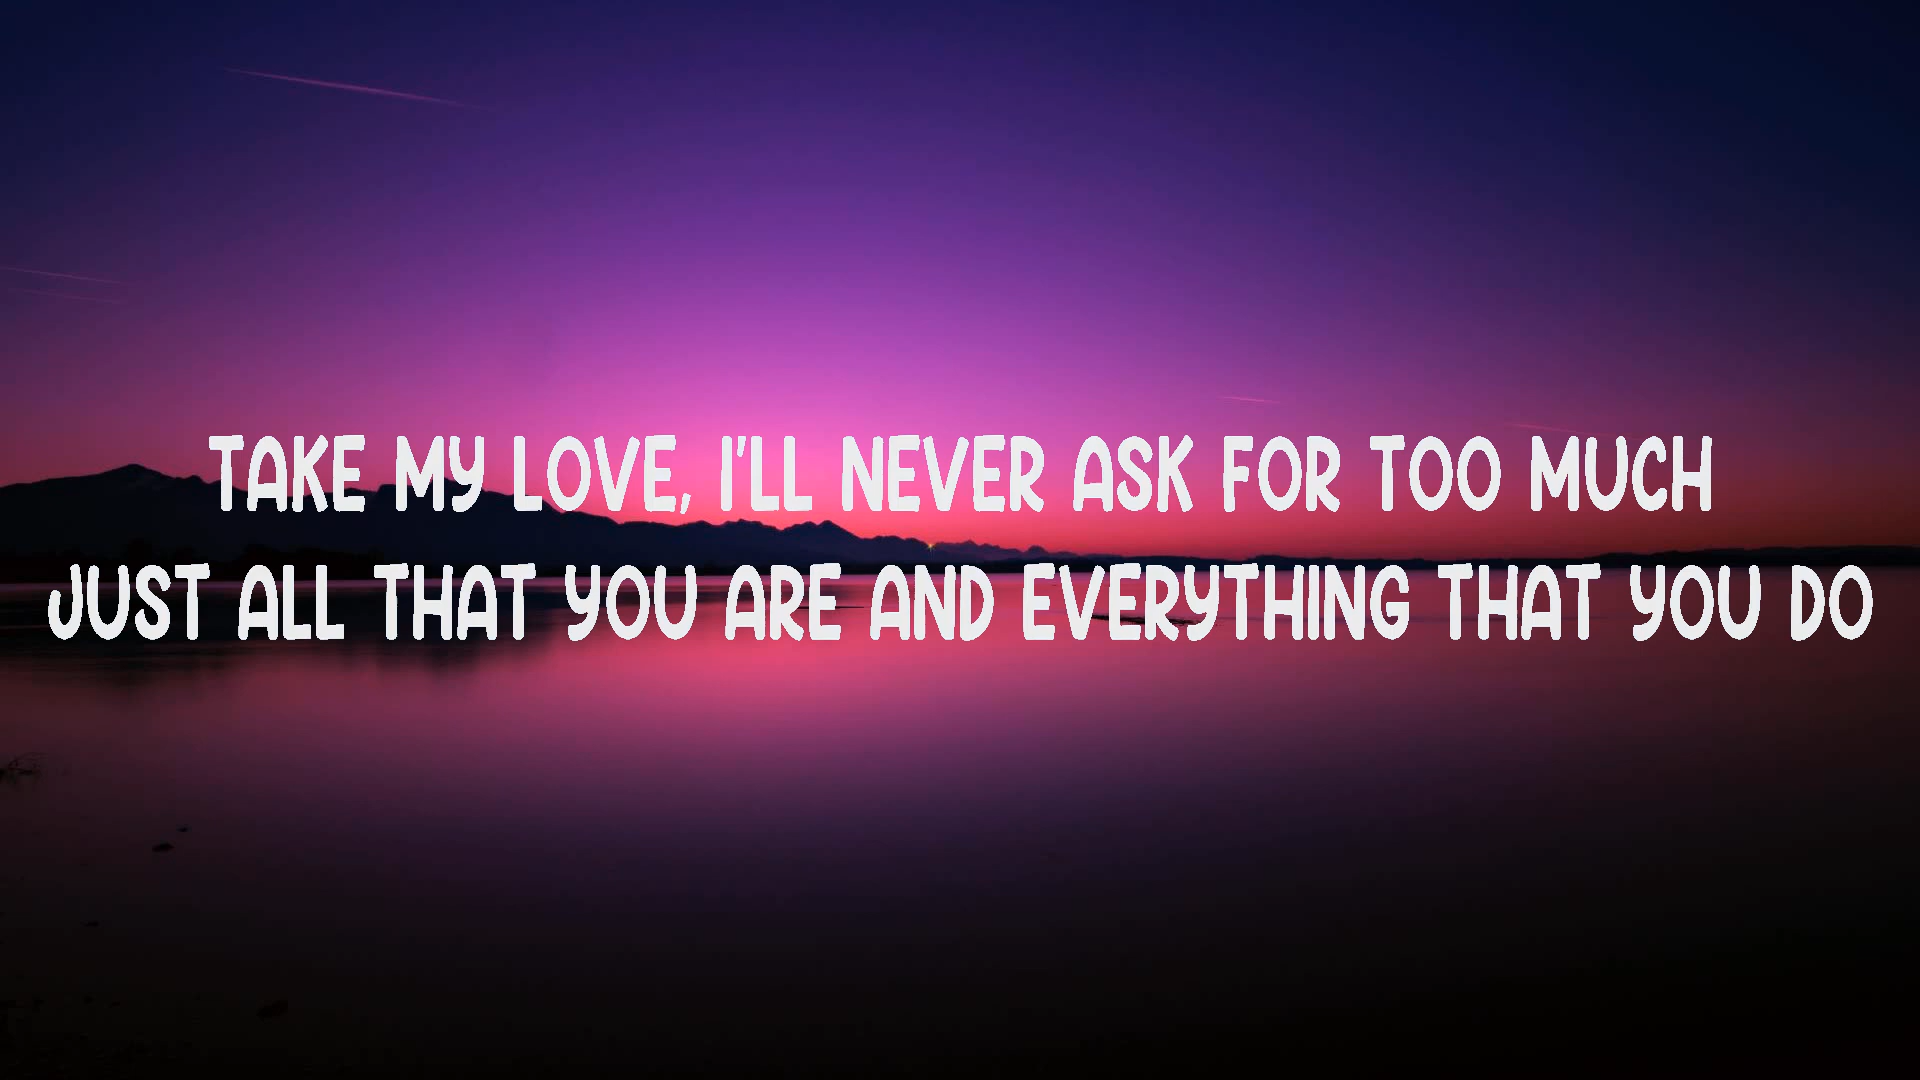 TAKE MY LOVE, I'LL NEVER ASK FOR TOO MUCH
JUST ALL THAT YOU ARE AND EVERYTHING THAT YOU DO